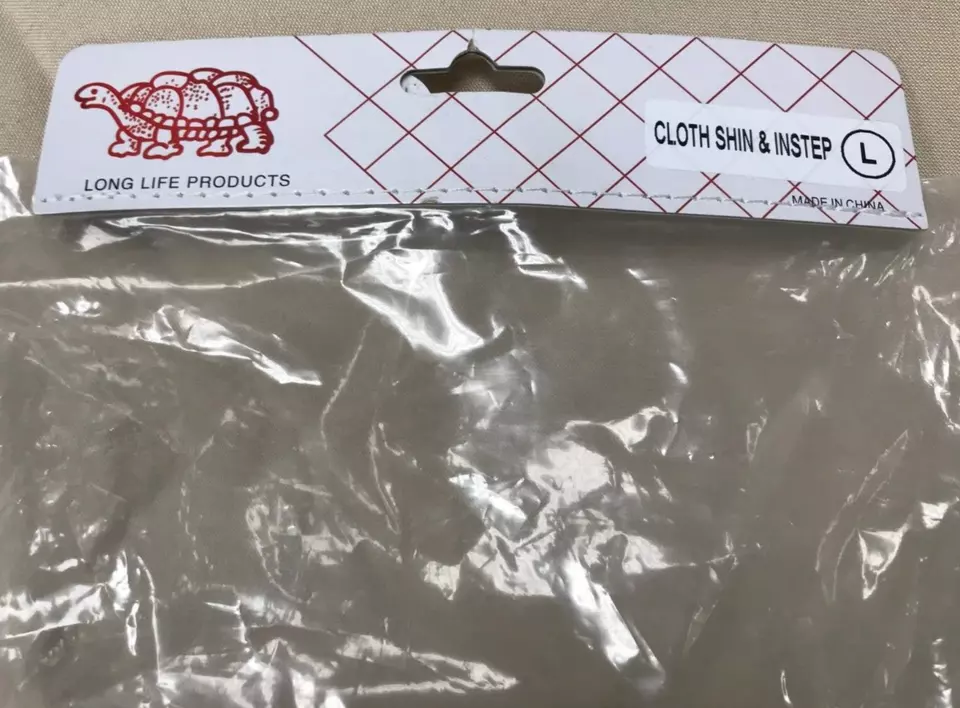 LONG LIFE PRODUCTS
CLOTH SHIN & INSTEP L
MADE IN CHINA